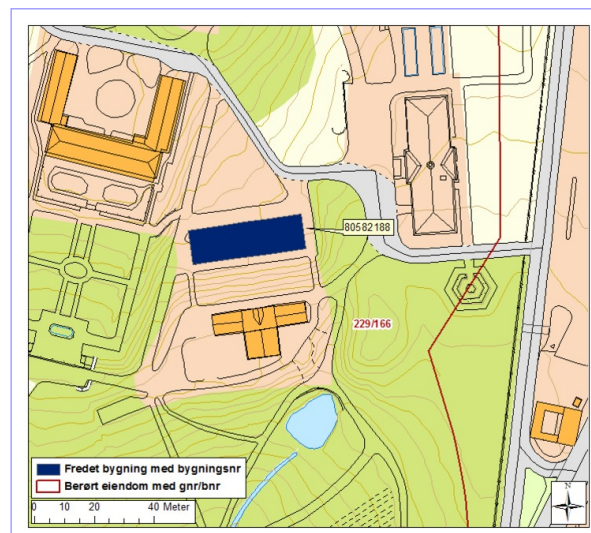 80582188
229/166
Fredet bygning med bygningsnr
Berørt eiendom med gnr/bnr
0 10 20 40 Meter